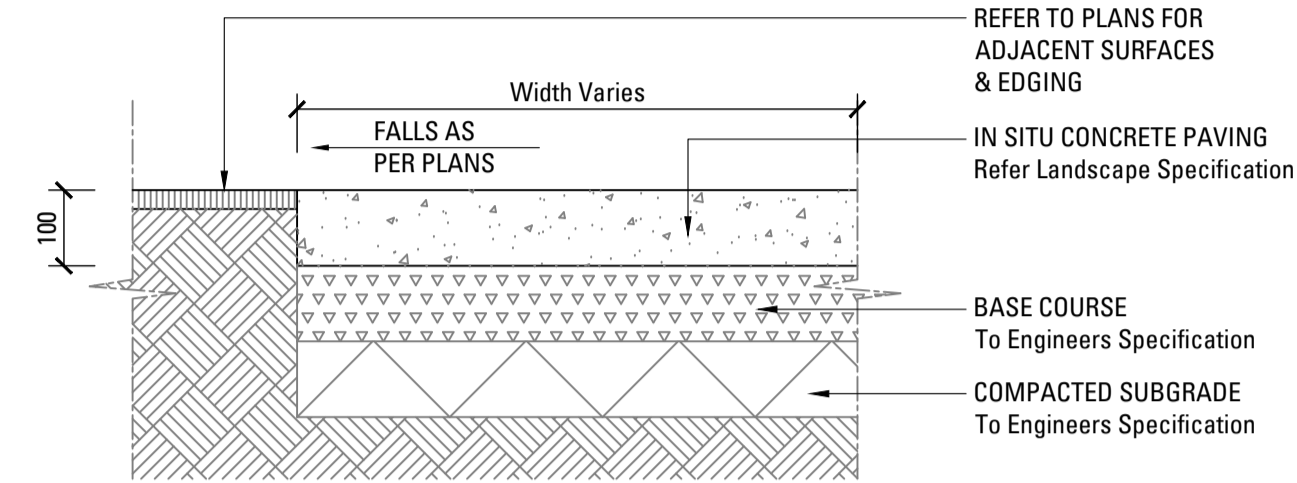 REFER TO PLANS FOR
ADJACENT SURFACES
& EDGING
Width Varies
FALLS AS
PER PLANS
IN SITU CONCRETE PAVING
Refer Landscape Specification
100
BASE COURSE
To Engineers Specification
COMPACTED SUBGRADE
To Engineers Specification